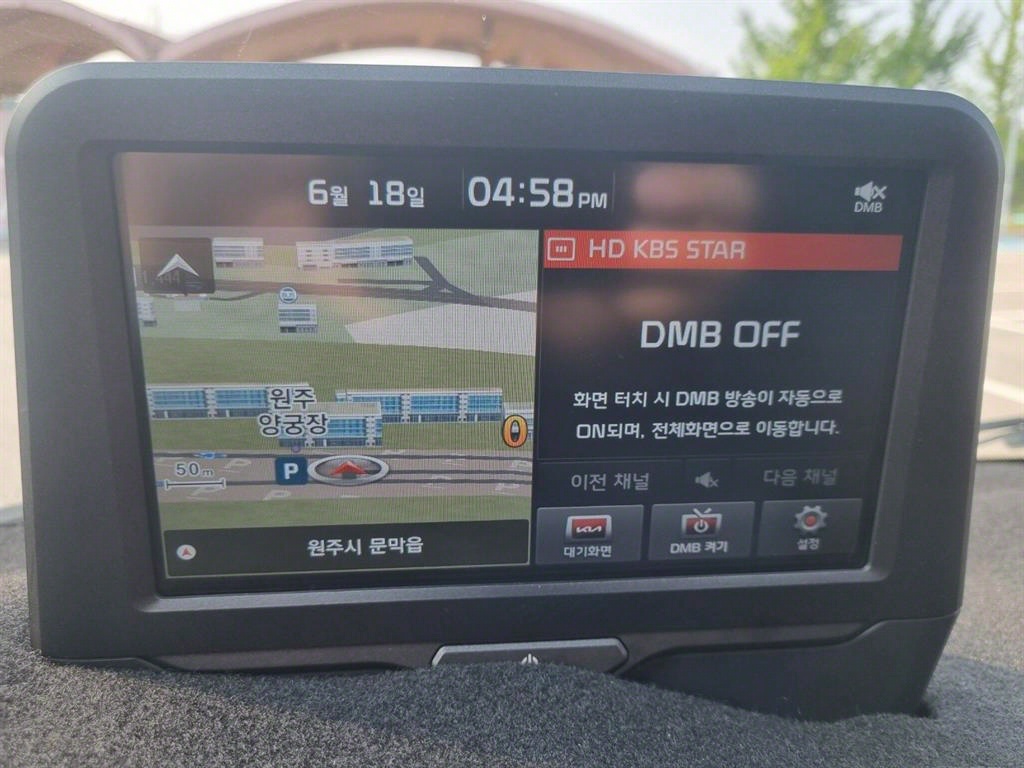 6월 18일 04:58 PM
DMB
HD KBS STAR
DMB OFF
화면 터치 시 DMB 방송이 자동으로
ON되며, 전체화면으로 이동합니다.
이전 채널
다음 채널
대기화면
DMB 켜기
설정
원주
양궁장
50m
P
원주시 문막읍